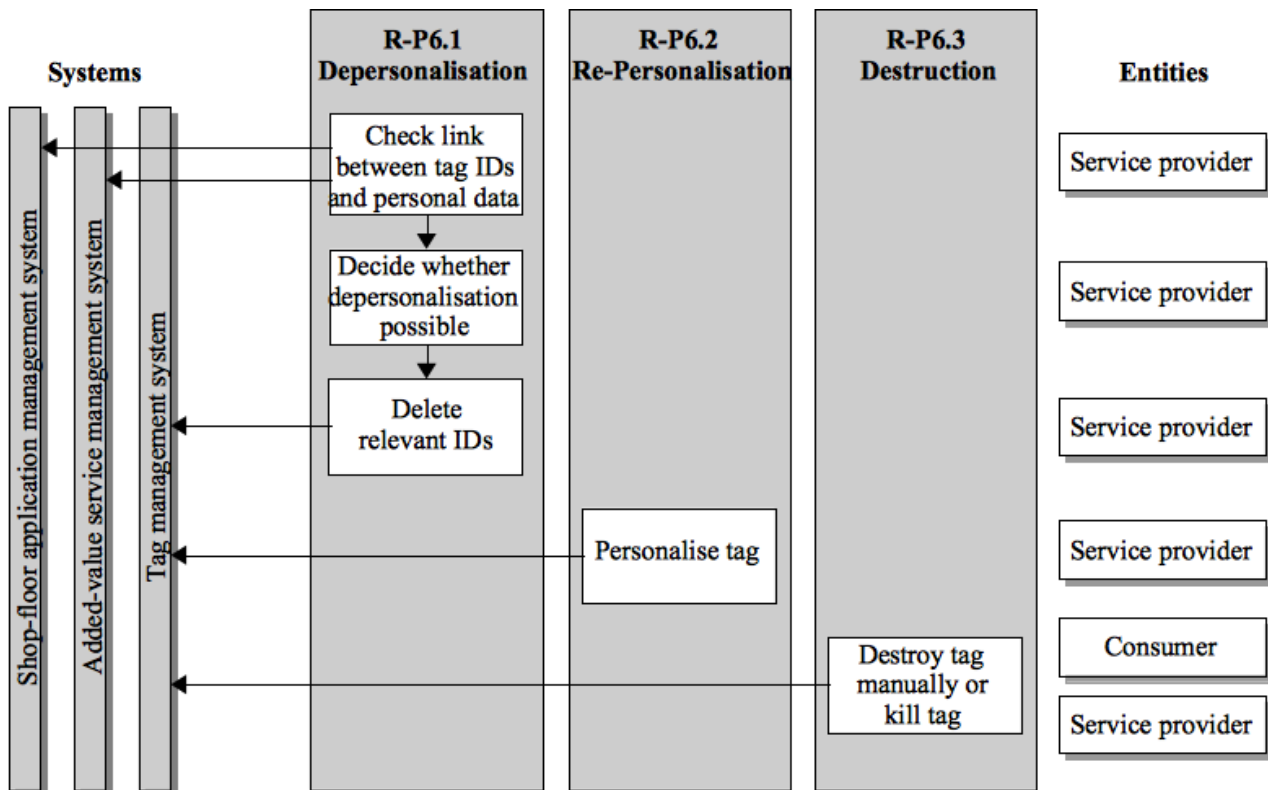 Systems
R-P6.1
Depersonalisation
R-P6.2
Re-Personalisation
R-P6.3
Destruction
Entities
Shop-floor application management system
Added-value service management system
Tag management system
Check link
between tag IDs
and personal data
Service provider
Decide whether
depersonalisation
possible
Service provider
Delete
relevant IDs
Service provider
Personalise tag
Service provider
Destroy tag
manually or
kill tag
Consumer
Service provider